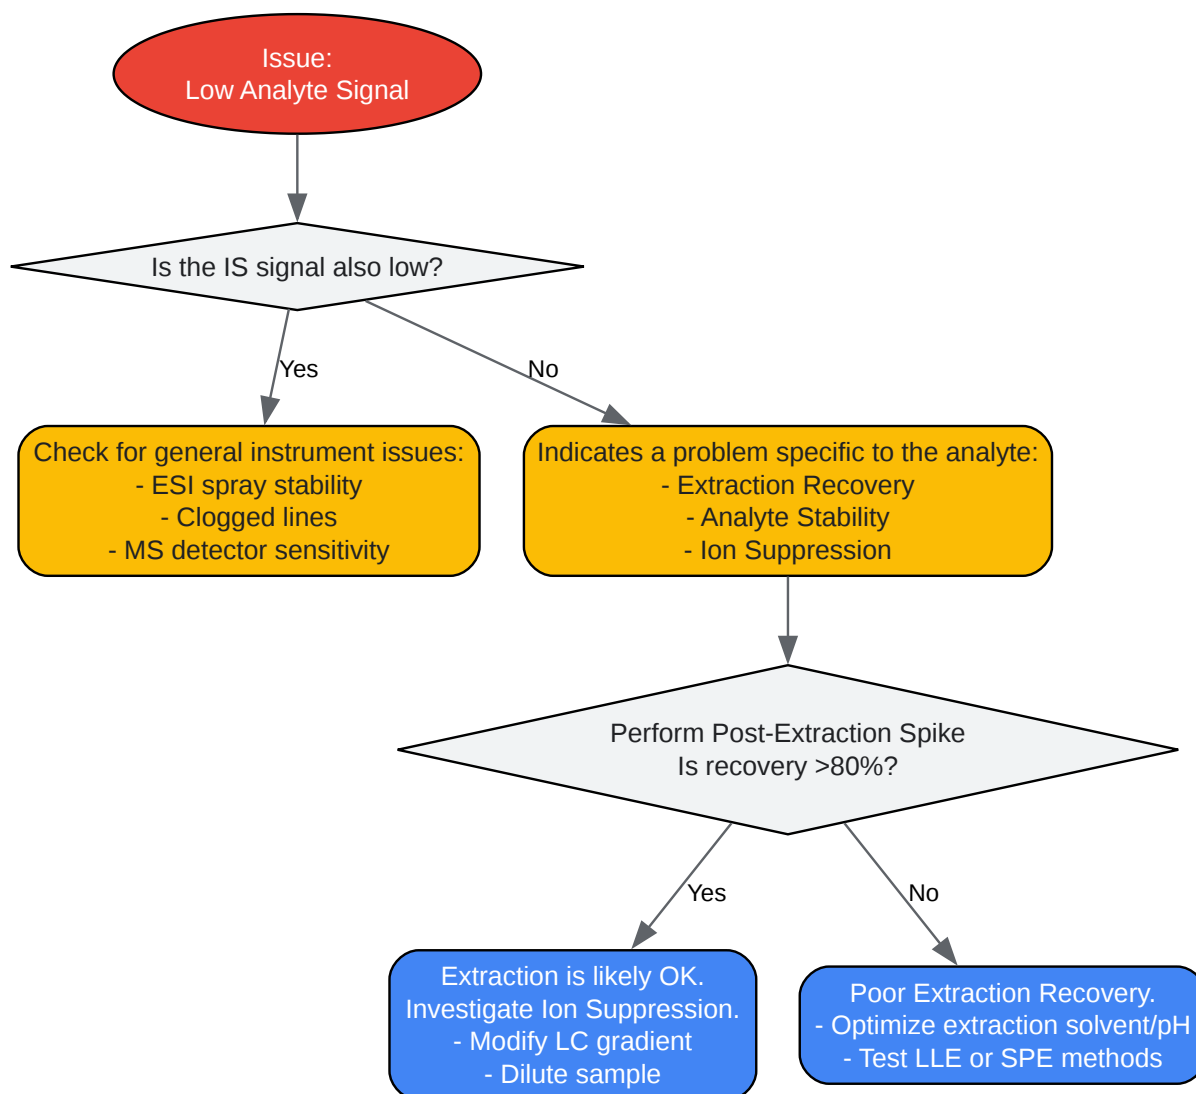 Issue:
Low Analyte Signal
Is the IS signal also low?
Yes
No
Check for general instrument issues:
- ESI spray stability
- Clogged lines
- MS detector sensitivity
Indicates a problem specific to the analyte:
- Extraction Recovery
- Analyte Stability
- Ion Suppression
Perform Post-Extraction Spike
Is recovery >80%?
Yes
No
Extraction is likely OK.
Investigate Ion Suppression.
- Modify LC gradient
- Dilute sample
Poor Extraction Recovery.
- Optimize extraction solvent/pH
- Test LLE or SPE methods